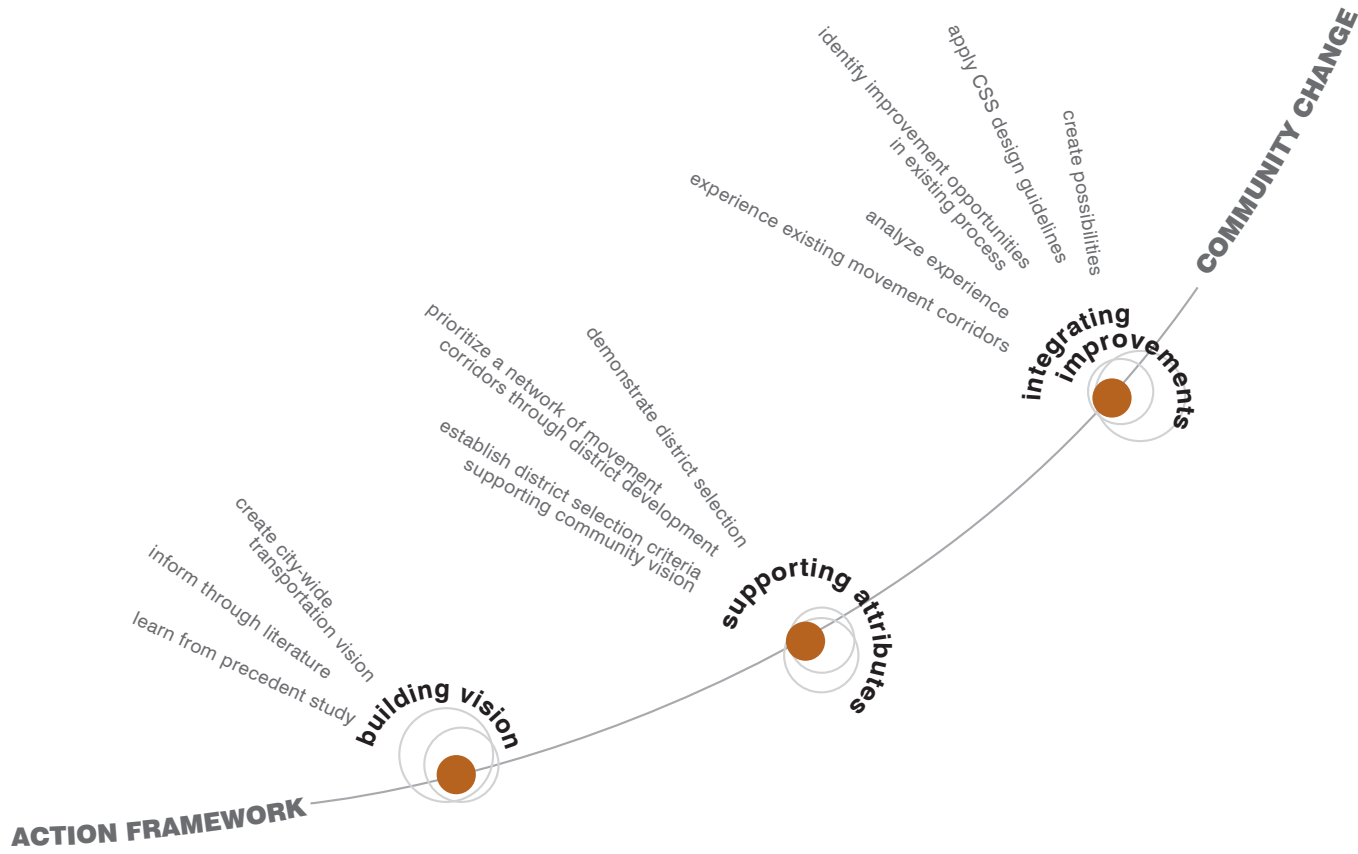 ACTION FRAMEWORK
learn from precedent study
inform through literature
create city-wide
transportation vision
building vision
establish district selection criteria
supporting community vision
prioritize a network of movement
corridors through district development
demonstrate district selection
supporting attributes
experience existing movement corridors
analyze experience
identify improvement opportunities
in existing process
apply CSS design guidelines
create possibilities
integrating
improvements
COMMUNITY CHANGE